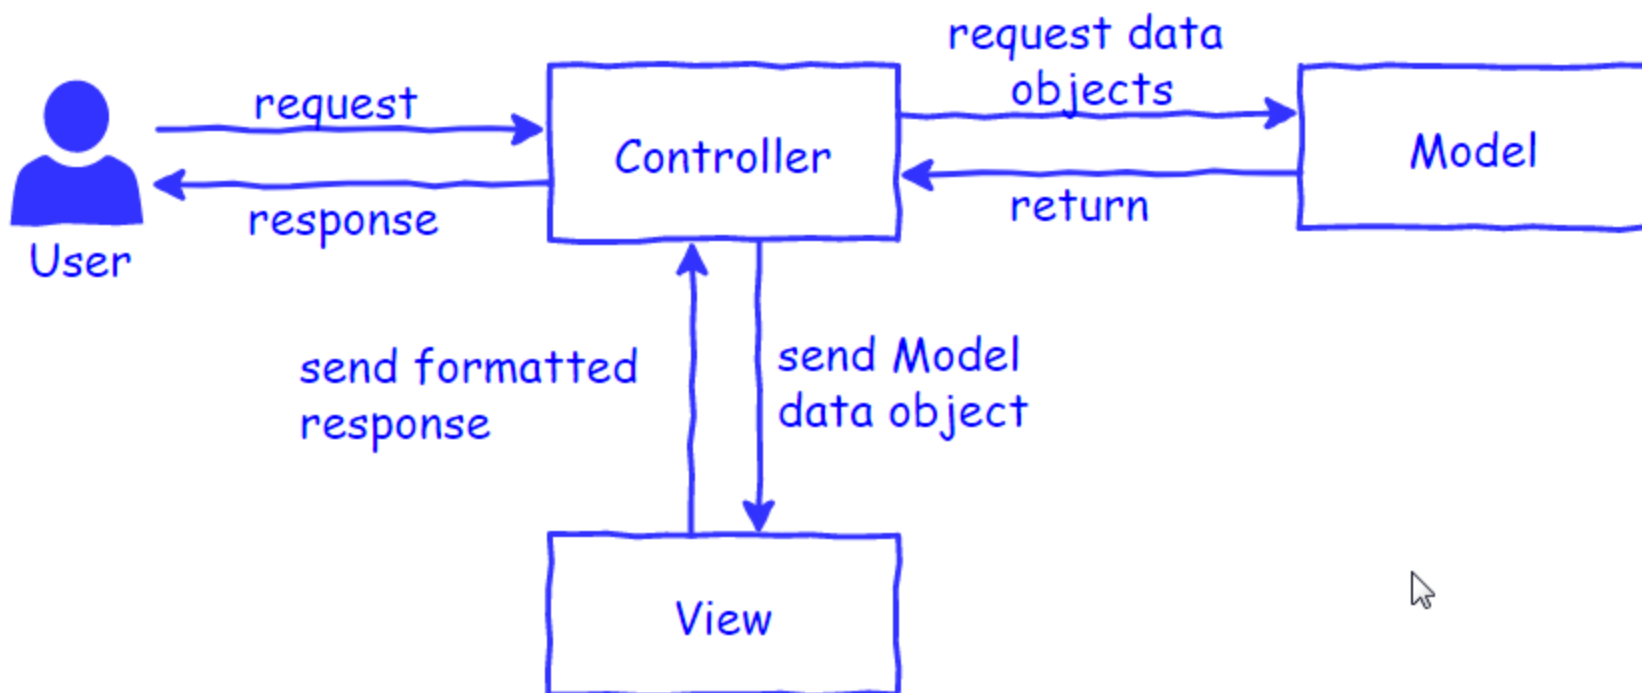 request data
objects
request
Controller
Model
response
return
User
send formatted
response
send Model
data object
View